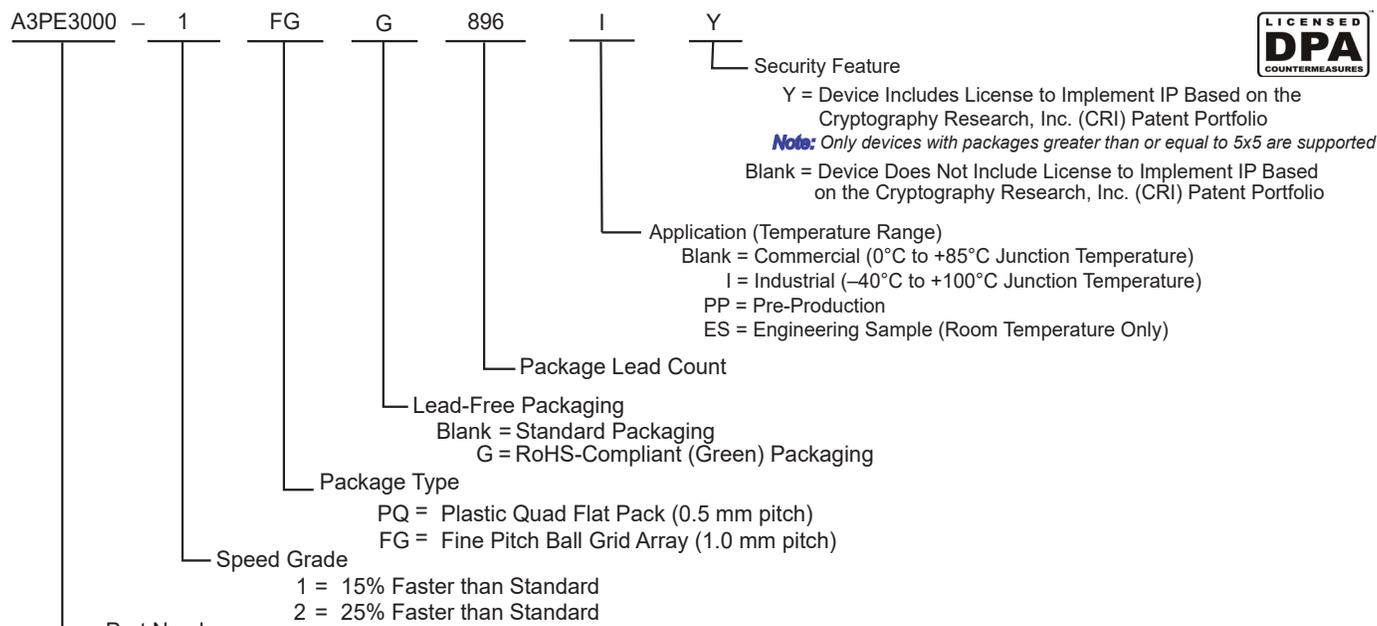 A3PE3000 – 1 FG G 896 I Y
LICENSED
DPA
COUNTERMEASURES
Security Feature
Y = Device Includes License to Implement IP Based on the
Cryptography Research, Inc. (CRI) Patent Portfolio
Note: Only devices with packages greater than or equal to 5x5 are supported
Blank = Device Does Not Include License to Implement IP Based
on the Cryptography Research, Inc. (CRI) Patent Portfolio
Application (Temperature Range)
Blank = Commercial (0°C to +85°C Junction Temperature)
I = Industrial (–40°C to +100°C Junction Temperature)
PP = Pre-Production
ES = Engineering Sample (Room Temperature Only)
Package Lead Count
Lead-Free Packaging
Blank = Standard Packaging
G = RoHS-Compliant (Green) Packaging
Package Type
PQ = Plastic Quad Flat Pack (0.5 mm pitch)
FG = Fine Pitch Ball Grid Array (1.0 mm pitch)
Speed Grade
1 = 15% Faster than Standard
2 = 25% Faster than Standard